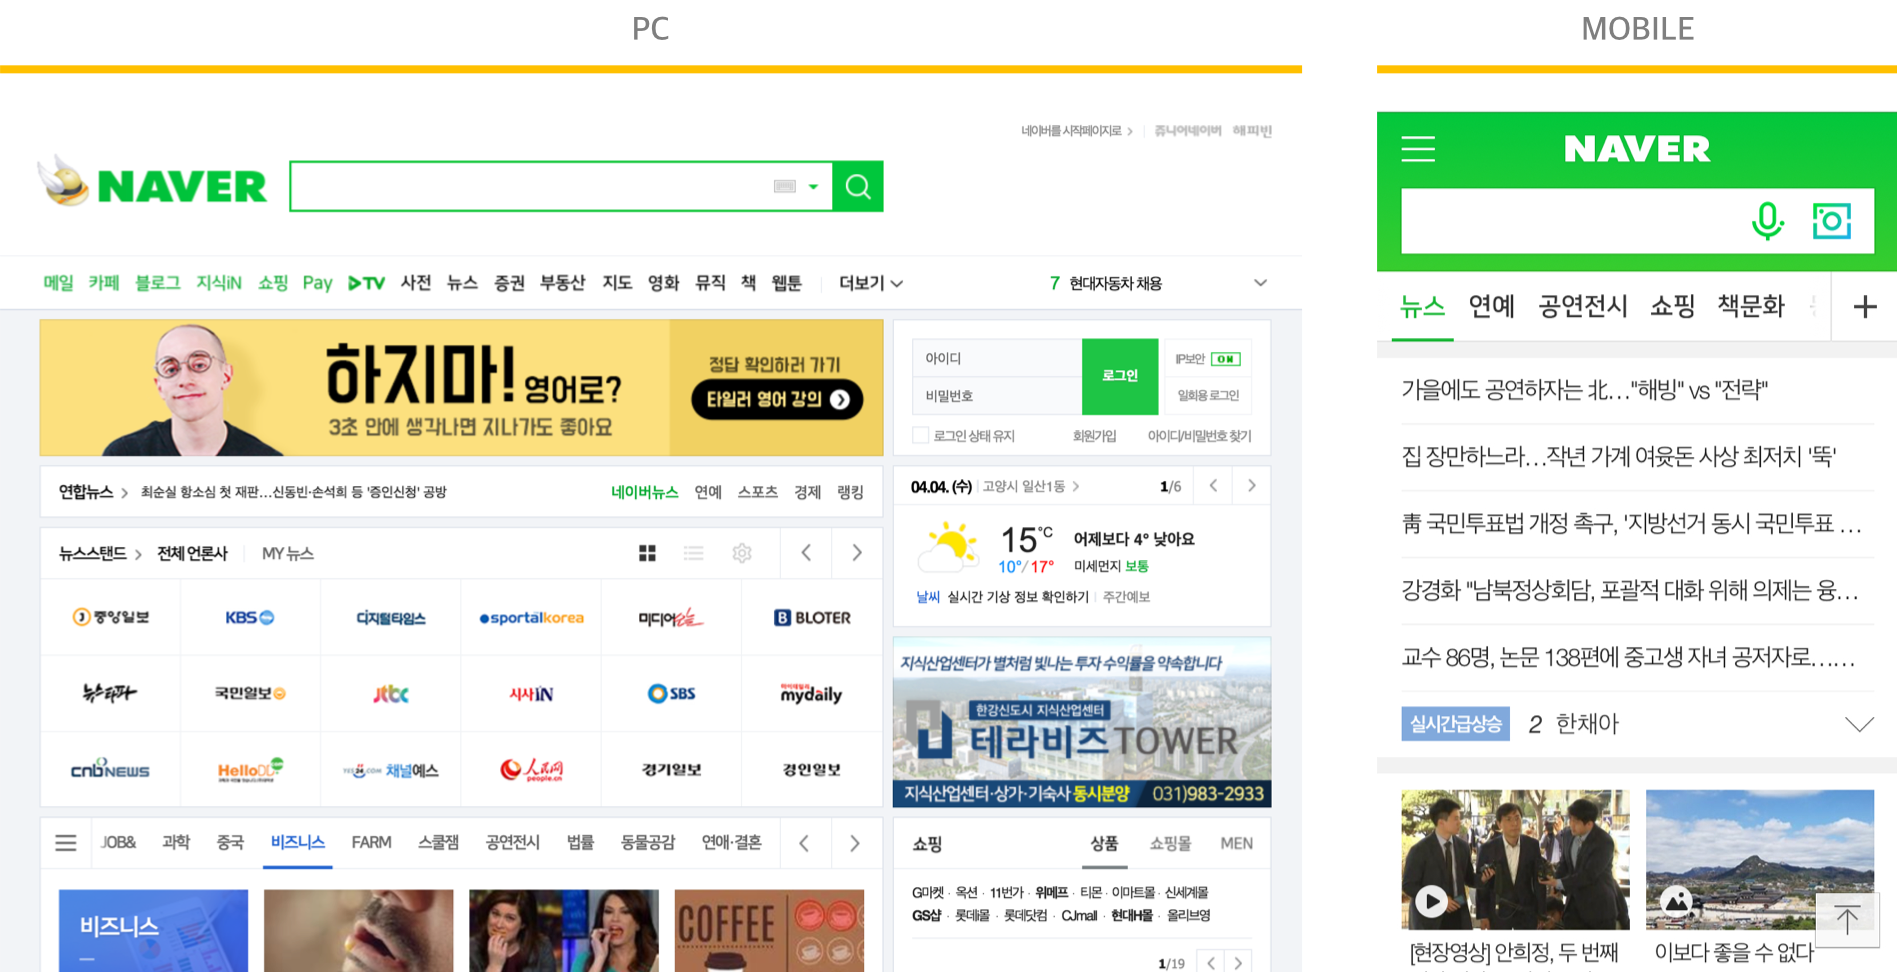 PC
네이버를 시작페이지로
쥬니어네이버 해피빈
NAVER
메일 카페 블로그 지식iN 쇼핑 Pay TV 사전 뉴스 증권 부동산 지도 영화 뮤직 책 웹툰 더보기
7 현대자동차 채용
하지마! 영어로?
3초 안에 생각나면 지나가도 좋아요
정답 확인하러 가기
타일러 영어 강의
아이디
비밀번호
로그인
IP보안 ON
일회용 로그인
로그인 상태 유지 회원가입 아이디/비밀번호 찾기
연합뉴스 최순실 항소심 첫 재판…신동빈·손석희 등 '증인신청' 공방
네이버뉴스 연예 스포츠 경제 랭킹
뉴스스탠드 전체 언론사 MY 뉴스
중앙일보 KBS 디지털타임스 sportalkorea 미디어오늘 BLOTER
뉴스타파 국민일보 jtbc 시사IN SBS 마이데일리 mydaily
CNBNEWS HelloDD YES24.COM 채널예스 人民网 people.cn 경기일보 경인일보
04.04. (수) 고양시 일산1동 1/6
15°C
10°/17°
어제보다 4° 낮아요
미세먼지 보통
날씨 실시간 기상 정보 확인하기 주간예보
지식산업센터가 별처럼 빛나는 투자 수익률을 약속합니다
한강신도시 지식산업센터
테라비즈 TOWER
지식산업센터·상가·기숙사 동시분양 031)983-2933
JOB& 과학 중국 비즈니스 FARM 스쿨잼 공연전시 법률 동물공감 연애·결혼
비즈니스
COFFEE
쇼핑 상품 쇼핑몰 MEN
G마켓 · 옥션 · 11번가 · 위메프 · 티몬 · 이마트몰 · 신세계몰
GS샵 · 롯데i몰 · 롯데닷컴 · CJmall · 현대H몰 · 올리브영
1/19
MOBILE
NAVER
뉴스 연예 공연전시 쇼핑 책문화
가을에도 공연하자는 北…"해빙" vs "전략"
집 장만하느라…작년 가계 여윳돈 사상 최저치 '뚝'
靑 국민투표법 개정 촉구, '지방선거 동시 국민투표 …
강경화 "남북정상회담, 포괄적 대화 위해 의제는 융…
교수 86명, 논문 138편에 중고생 자녀 공저자로……
실시간급상승 2 한채아
[현장영상] 안희정, 두 번째
이보다 좋을 수 없다